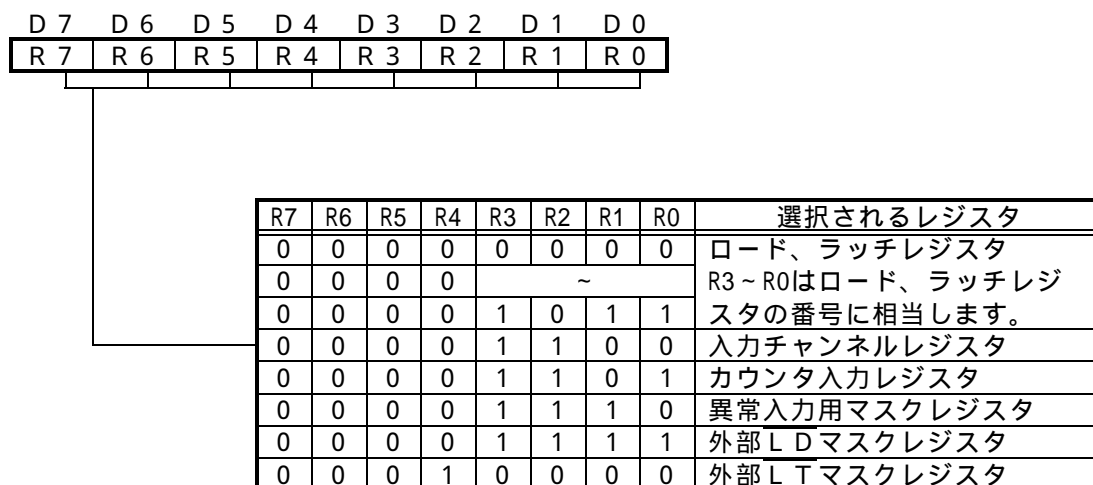 D7 D6 D5 D4 D3 D2 D1 D0
R7 R6 R5 R4 R3 R2 R1 R0
R7 R6 R5 R4 R3 R2 R1 R0 選択されるレジスタ
0 0 0 0 0 0 0 0 ロード、ラッチレジスタ
0 0 0 0 ~ R3~R0はロード、ラッチレジ
0 0 0 0 1 0 1 1 スタの番号に相当します。
0 0 0 0 1 1 0 0 入力チャンネルレジスタ
0 0 0 0 1 1 0 1 カウンタ入力レジスタ
0 0 0 0 1 1 1 0 異常入力用マスクレジスタ
0 0 0 0 1 1 1 1 外部LDマスクレジスタ
0 0 0 1 0 0 0 0 外部LTマスクレジスタ